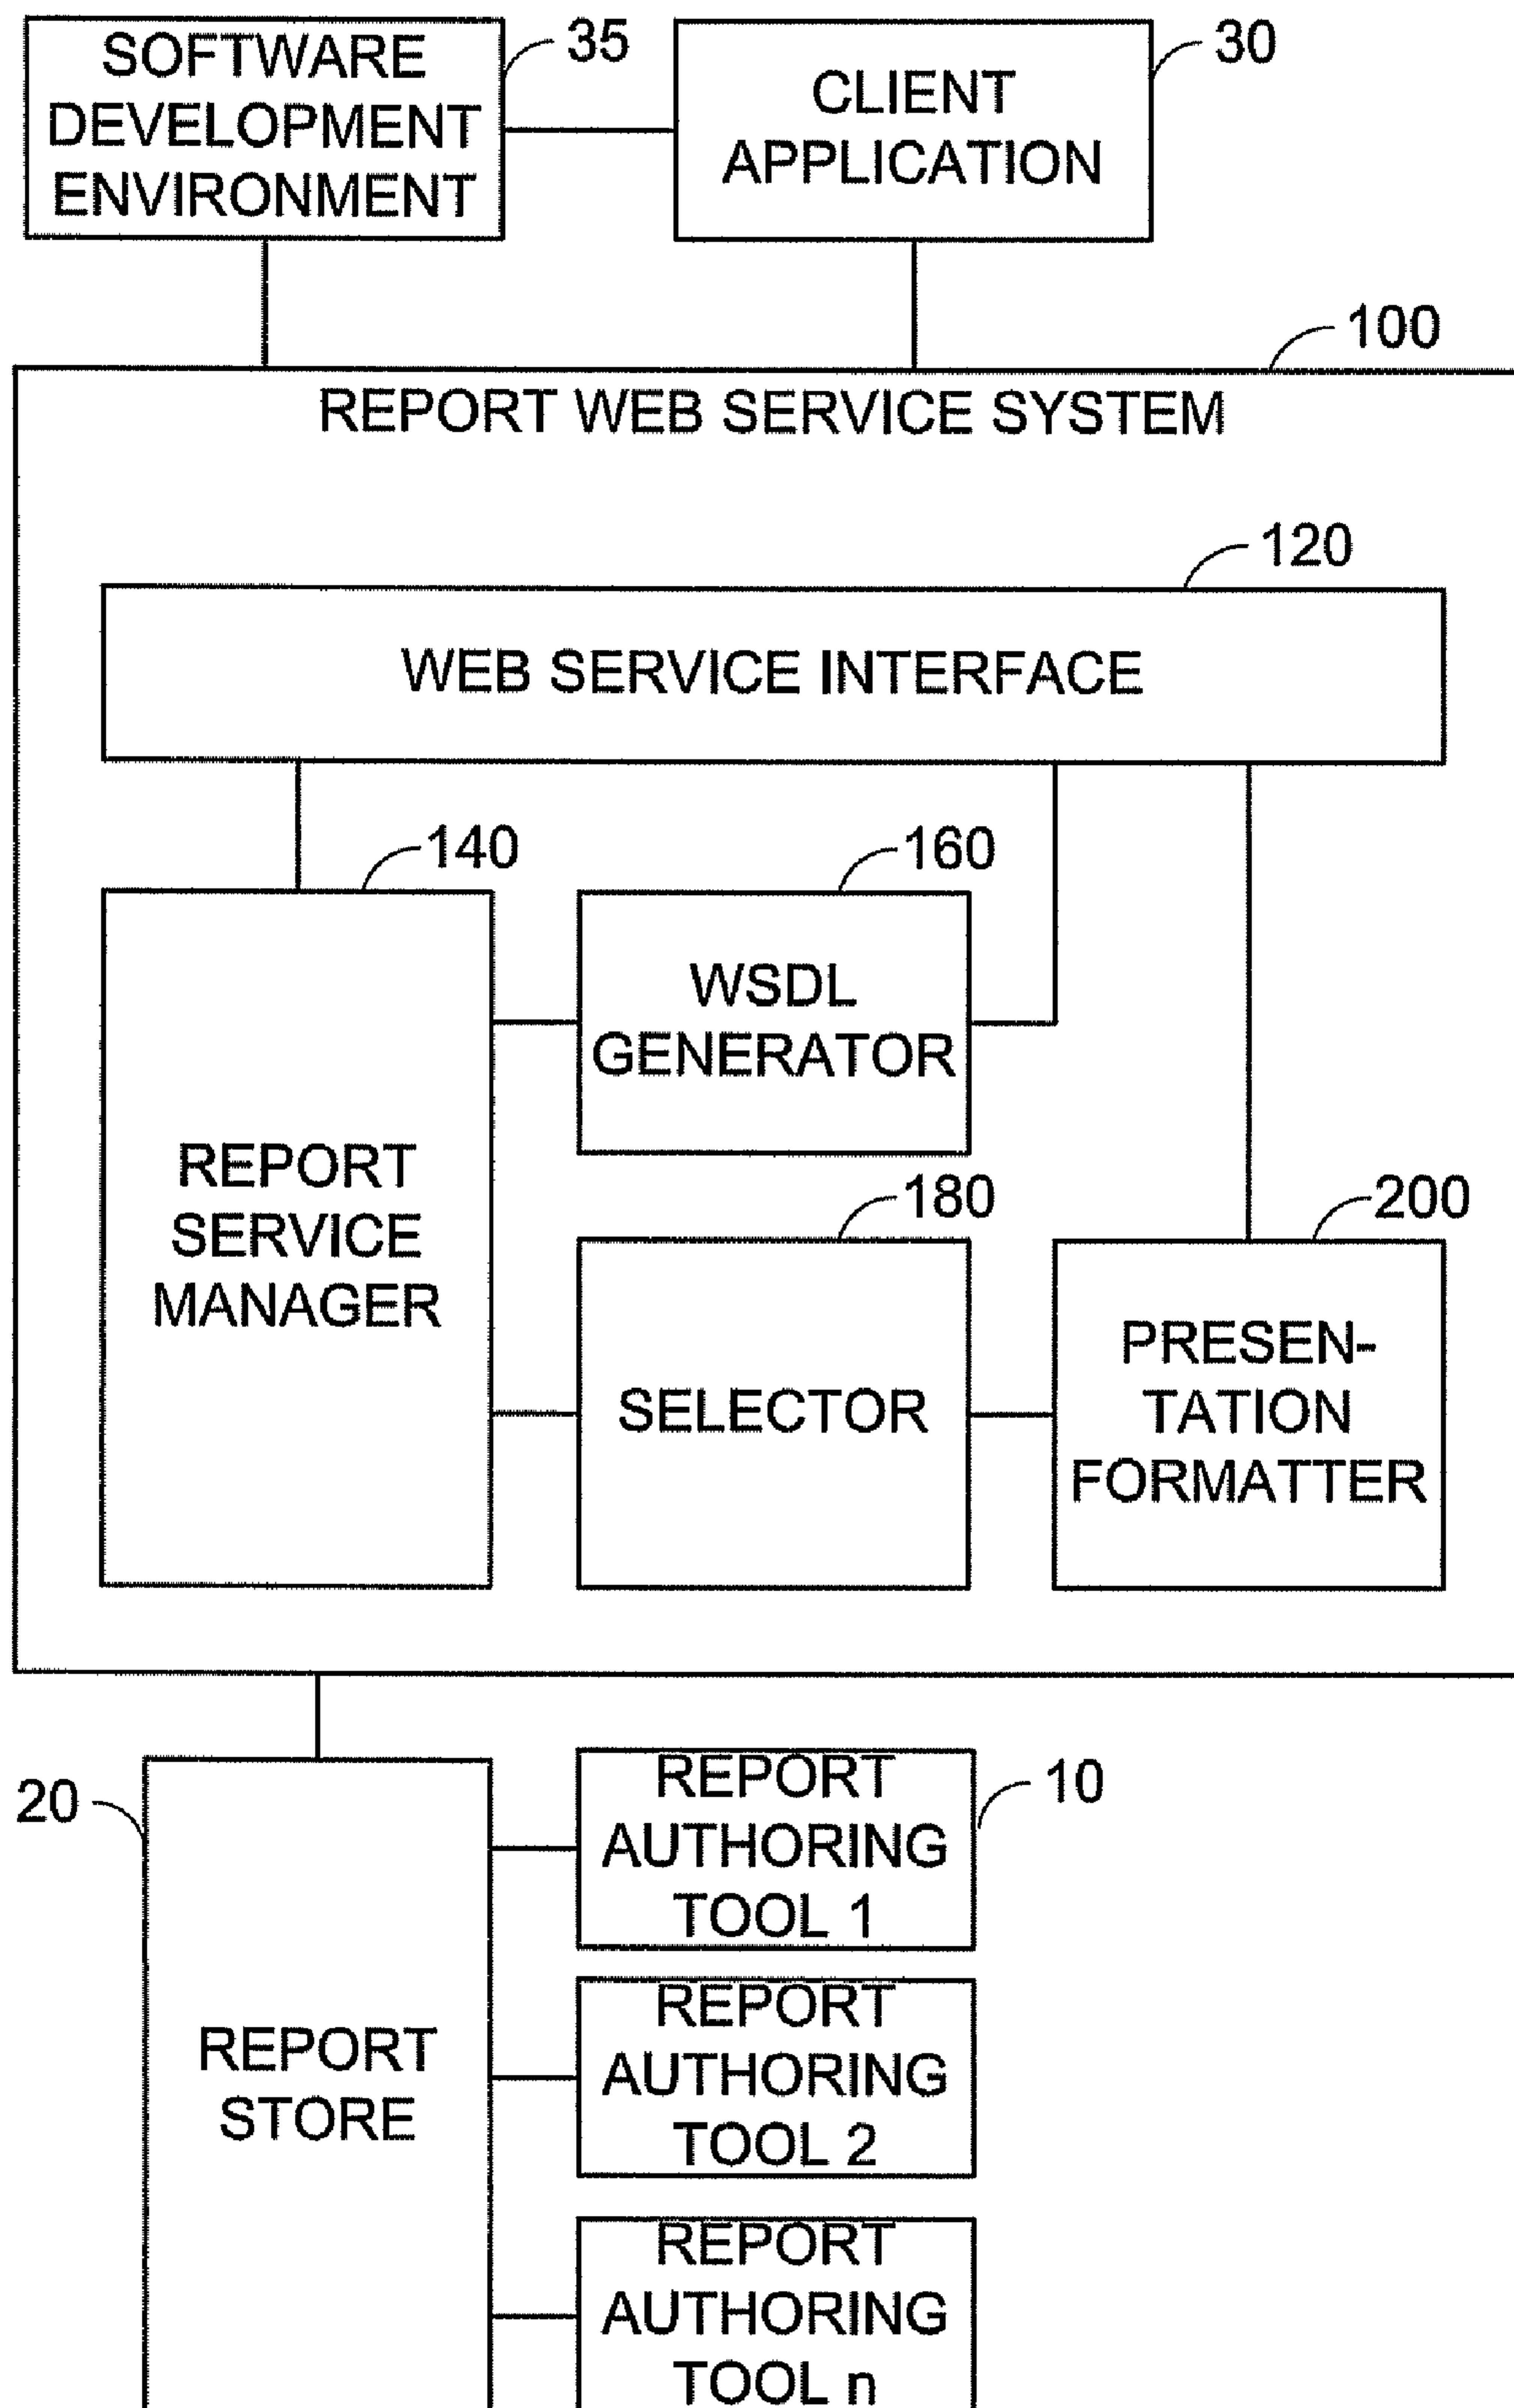 SOFTWARE
DEVELOPMENT
ENVIRONMENT
35
CLIENT
APPLICATION
30
100
REPORT WEB SERVICE SYSTEM
120
WEB SERVICE INTERFACE
140
160
WSDL
GENERATOR
REPORT
SERVICE
MANAGER
180
SELECTOR
200
PRESEN-
TATION
FORMATTER
20
REPORT
STORE
REPORT
AUTHORING
TOOL 1
10
REPORT
AUTHORING
TOOL 2
REPORT
AUTHORING
TOOL n